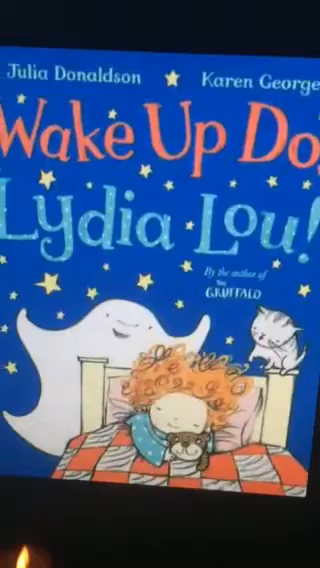 Julia Donaldson ★ Karen George
Wake Up Do,
Lydia Lou!
By the author of
THE
GRUFFALO